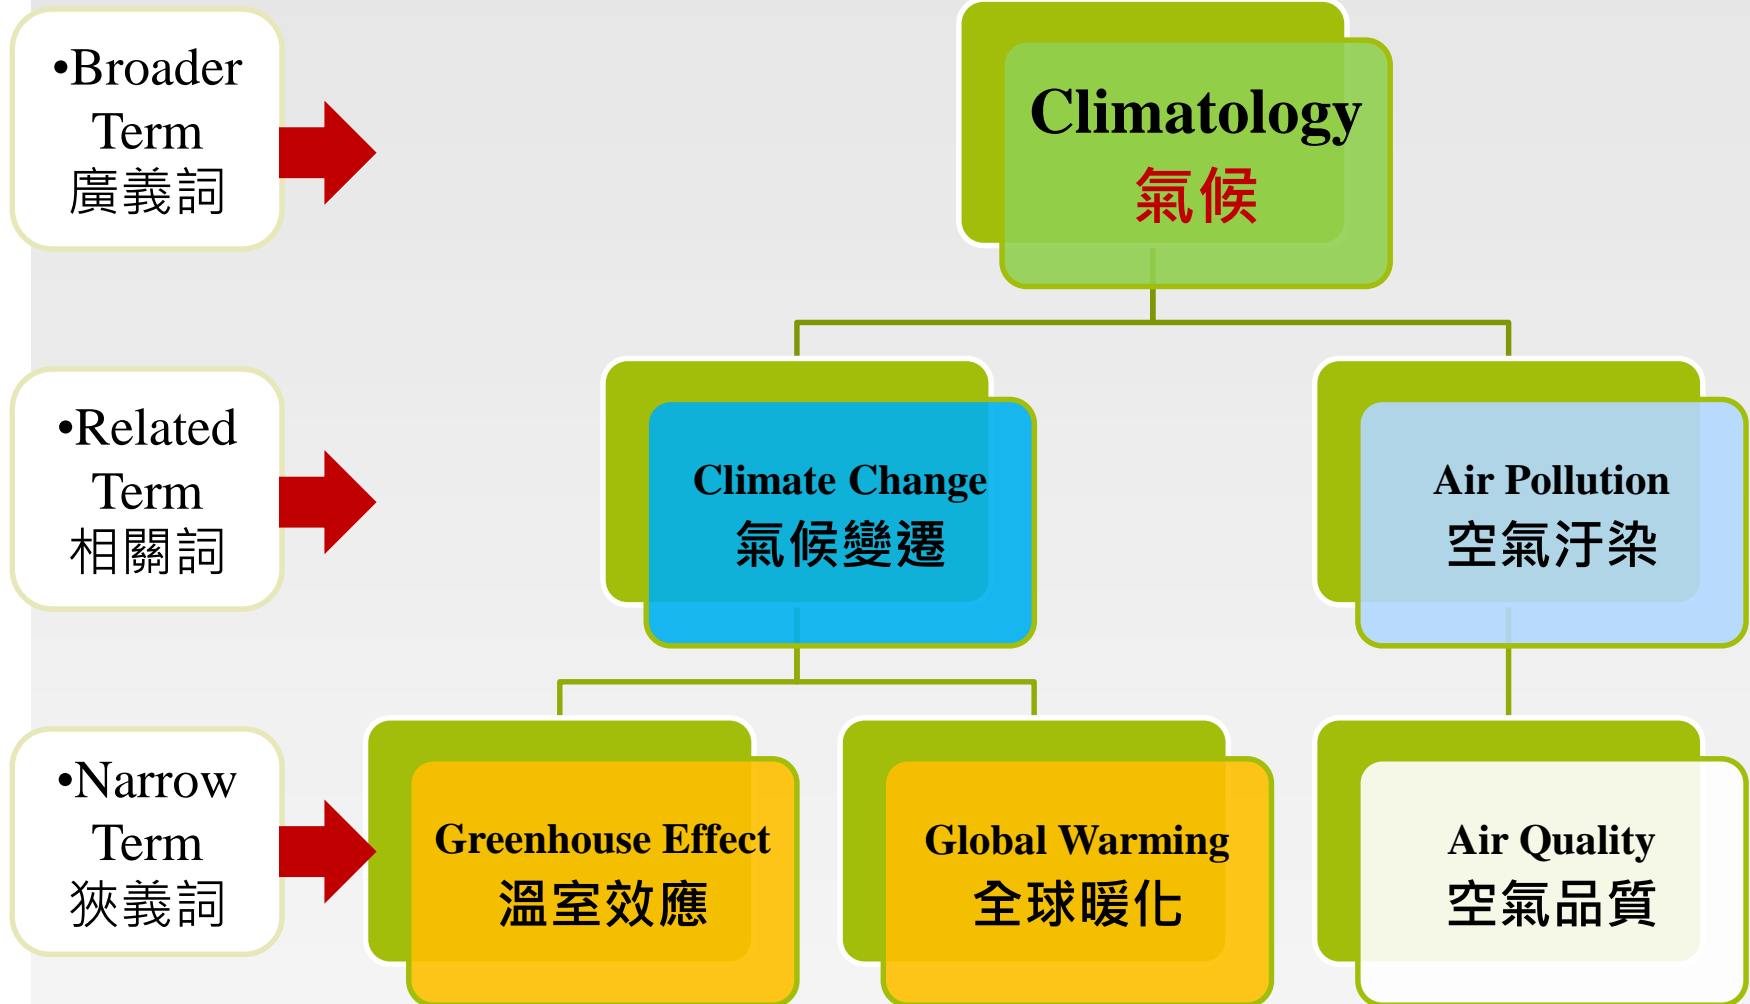 •Broader
Term
廣義詞
Climatology
氣候
•Related
Term
相關詞
Climate Change
氣候變遷
Air Pollution
空氣汙染
•Narrow
Term
狹義詞
Greenhouse Effect
溫室效應
Global Warming
全球暖化
Air Quality
空氣品質